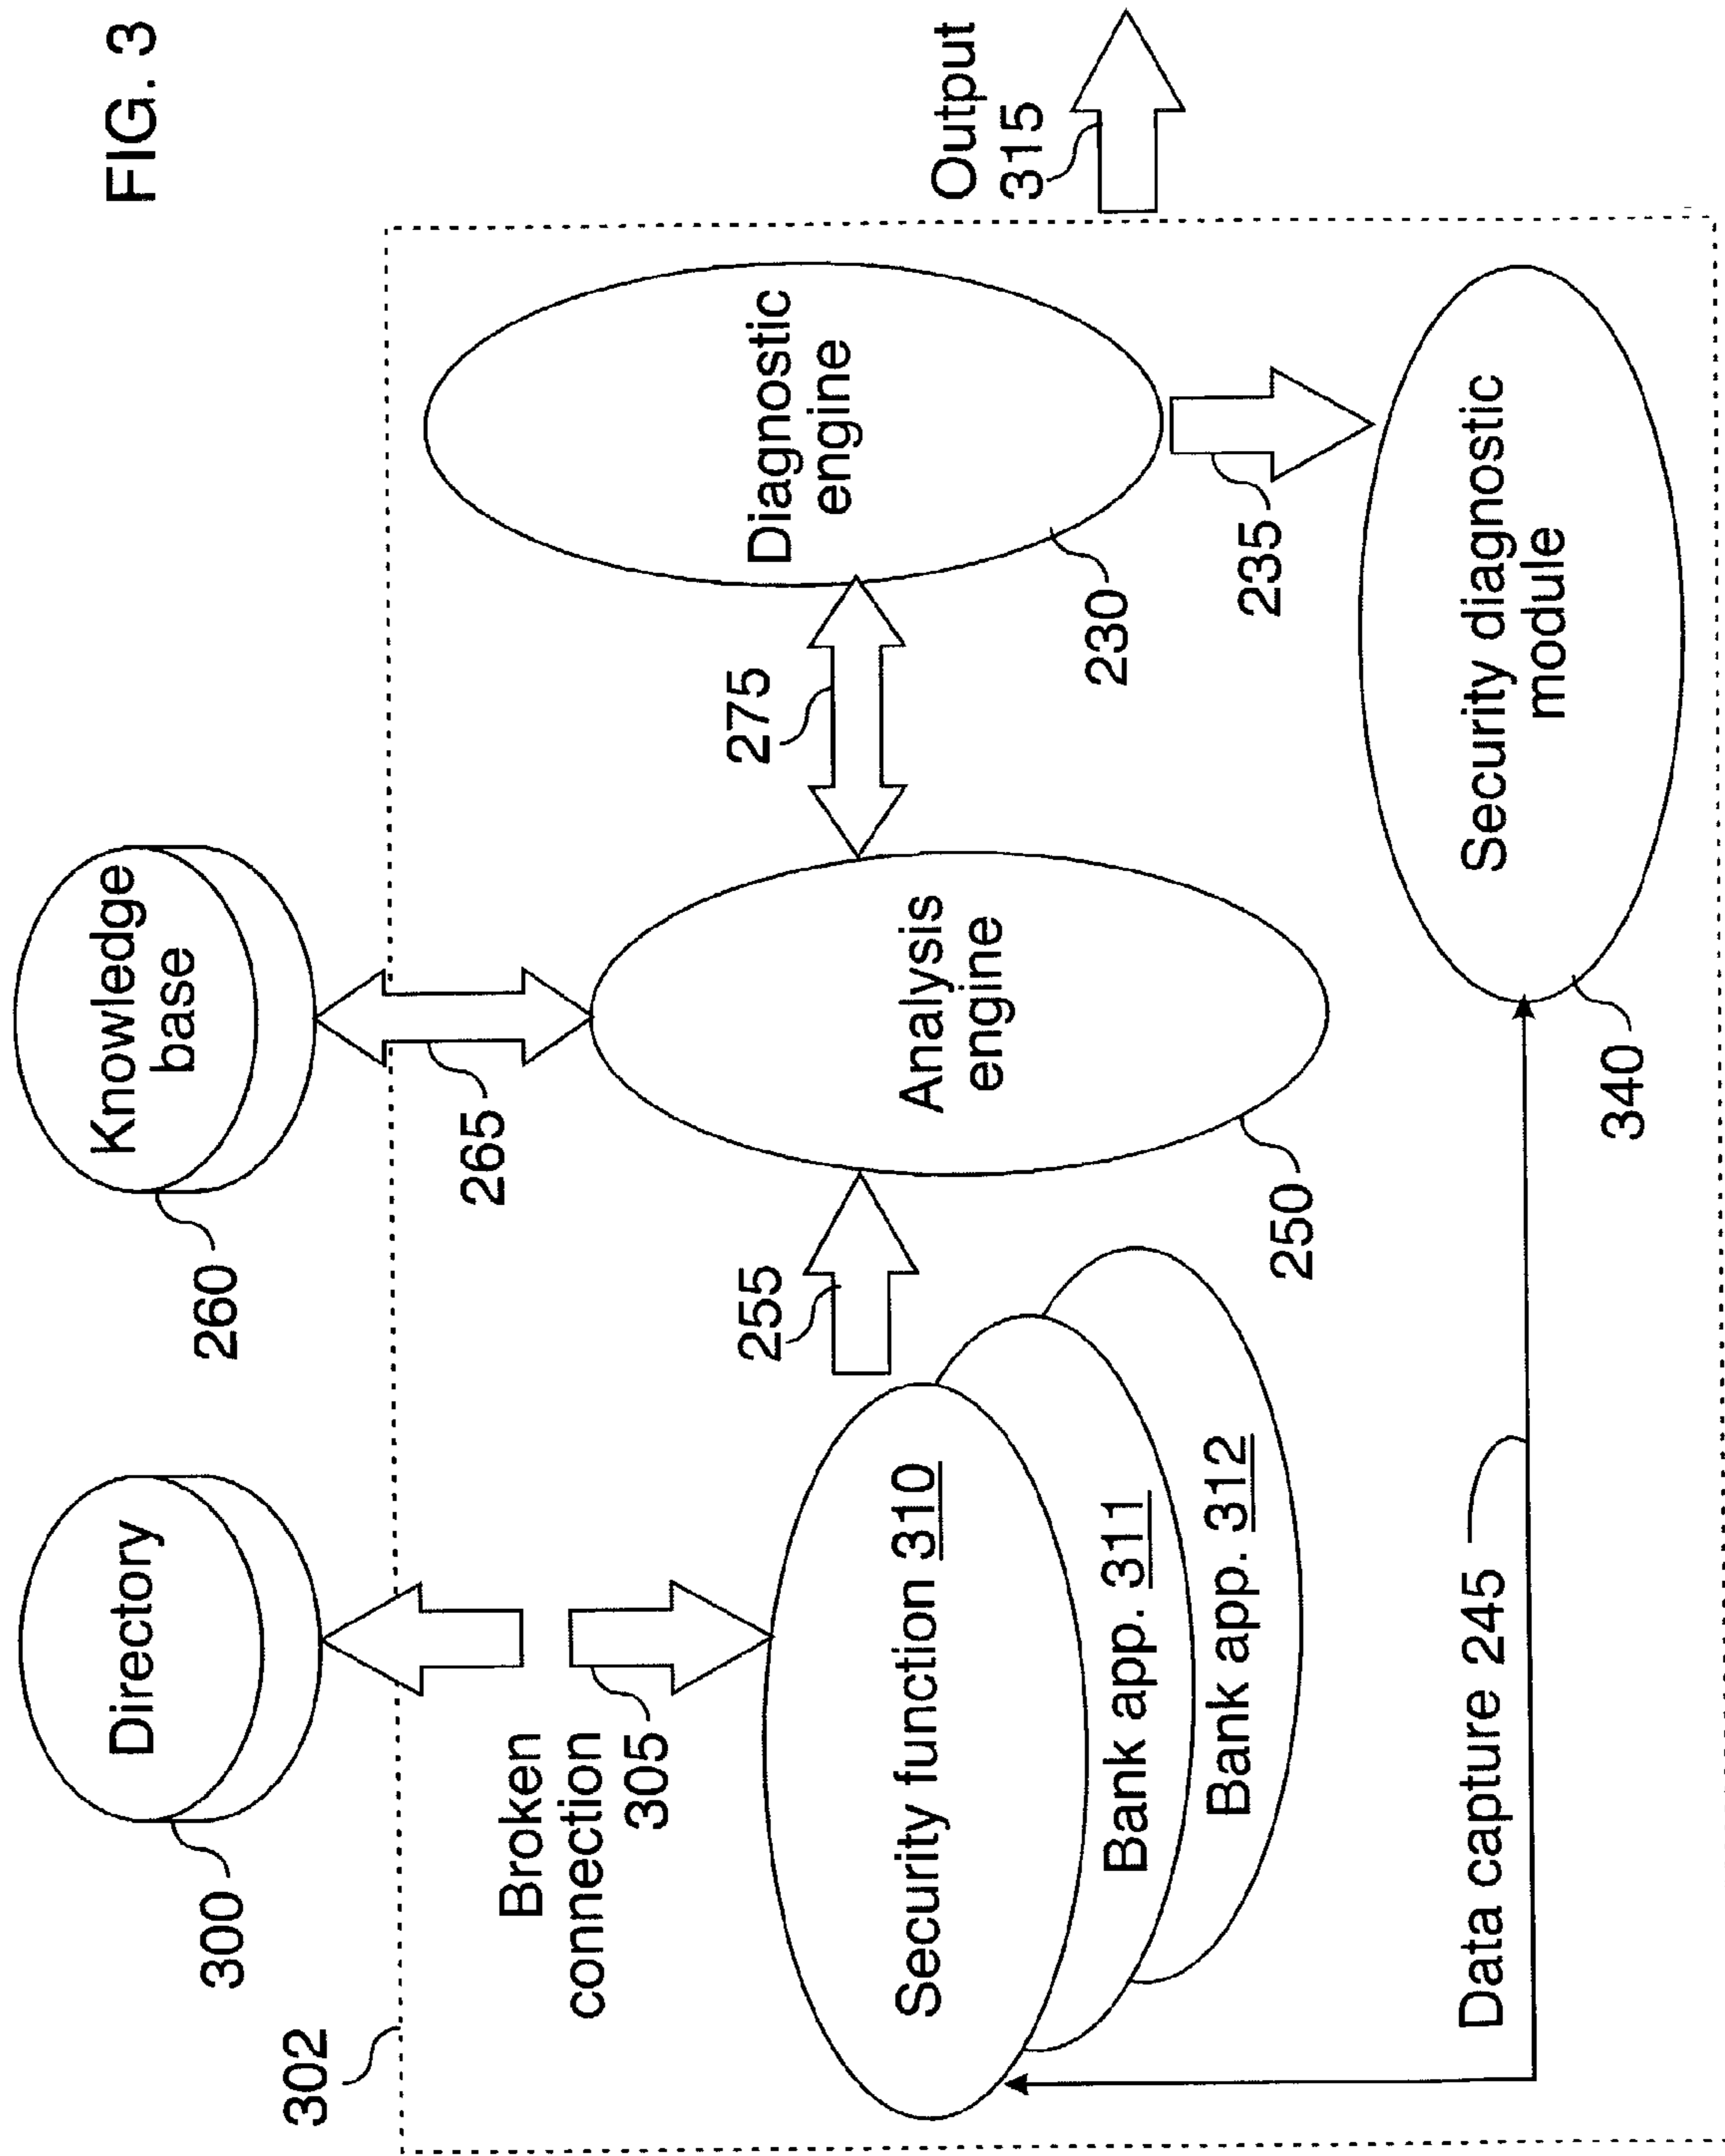 FIG. 3
Directory
300
Knowledge
base
260
302
Broken
connection
305
265
Security function 310
Bank app. 311
Bank app. 312
255
Analysis
engine
250
275
Diagnostic
engine
230
235
Output
315
Data capture 245
Security diagnostic
module
340